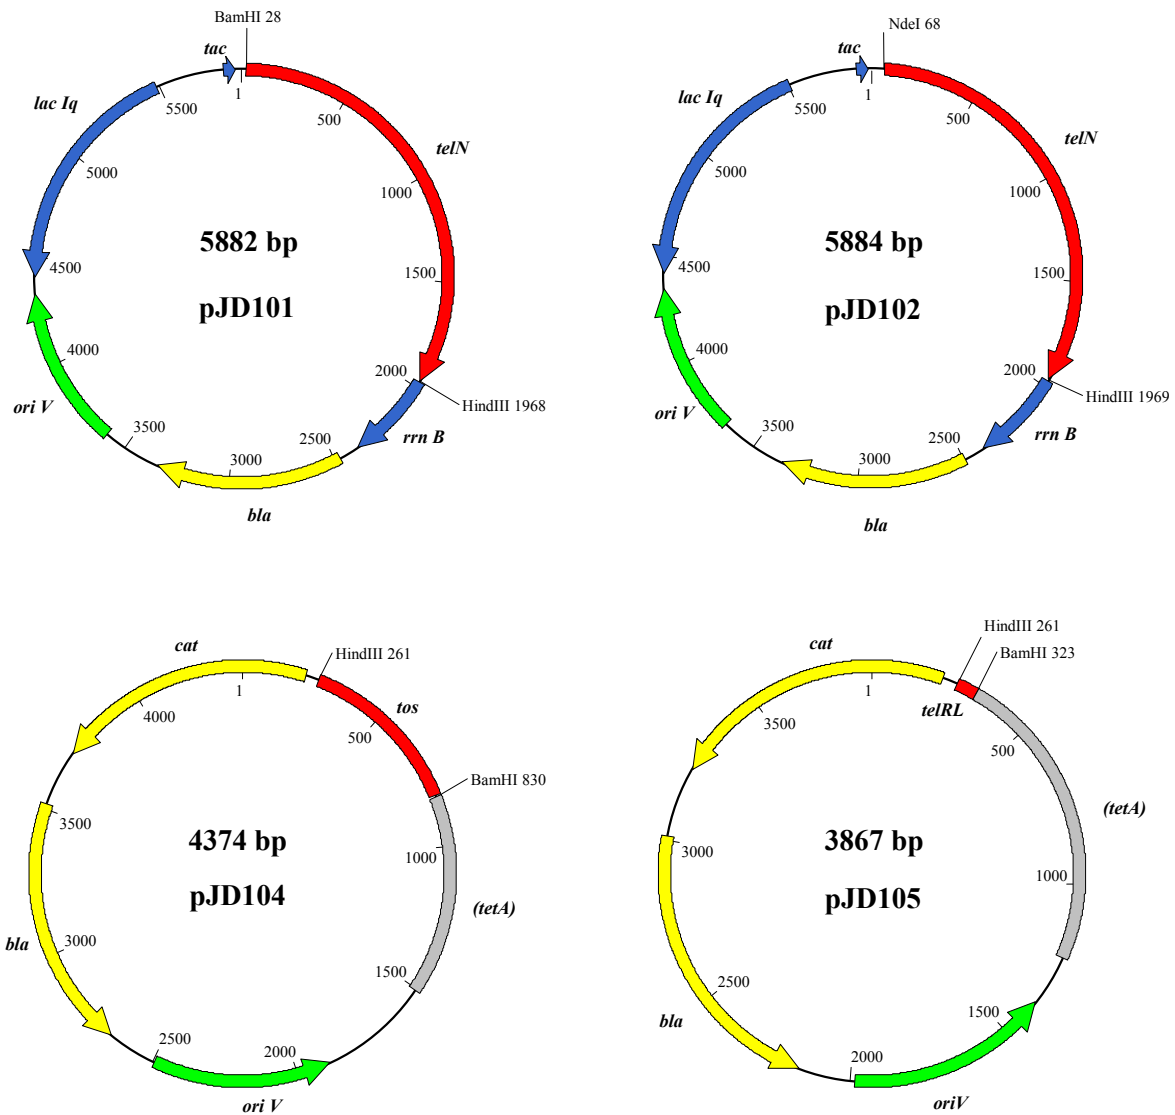 BamHI 28
tac
1
5500
lac Iq
500
telN
5000
1000
5882 bp
4500
1500
pJD101
4000
2000
HindIII 1968
ori V
3500
rrn B
2500
3000
bla
NdeI 68
tac
1
5500
lac Iq
500
telN
5000
1000
5884 bp
4500
1500
pJD102
4000
2000
HindIII 1969
ori V
3500
rrn B
2500
3000
bla
cat
HindIII 261
1
tos
4000
500
BamHI 830
3500
4374 bp
1000
pJD104
(tetA)
bla
3000
1500
2500
2000
ori V
HindIII 261
cat
BamHI 323
1
telRL
3500
500
(tetA)
3000
3867 bp
1000
pJD105
2500
bla
1500
2000
oriV